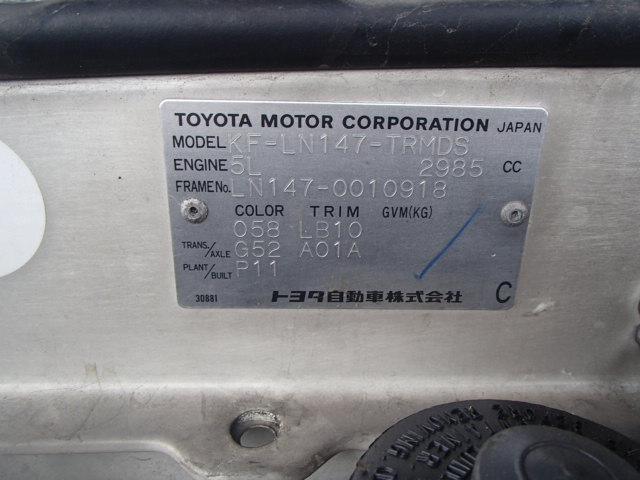 TOYOTA MOTOR CORPORATION JAPAN
MODEL KF-LN147-TRMDS
ENGINE 5L 2985 CC
FRAME No. LN147-0010918
COLOR TRIM GVM(KG)
058 LB10
TRANS./AXLE G52 A01A
PLANT/BUILT P11
30881 トヨタ自動車株式会社 C
BEFORE
REMOVING